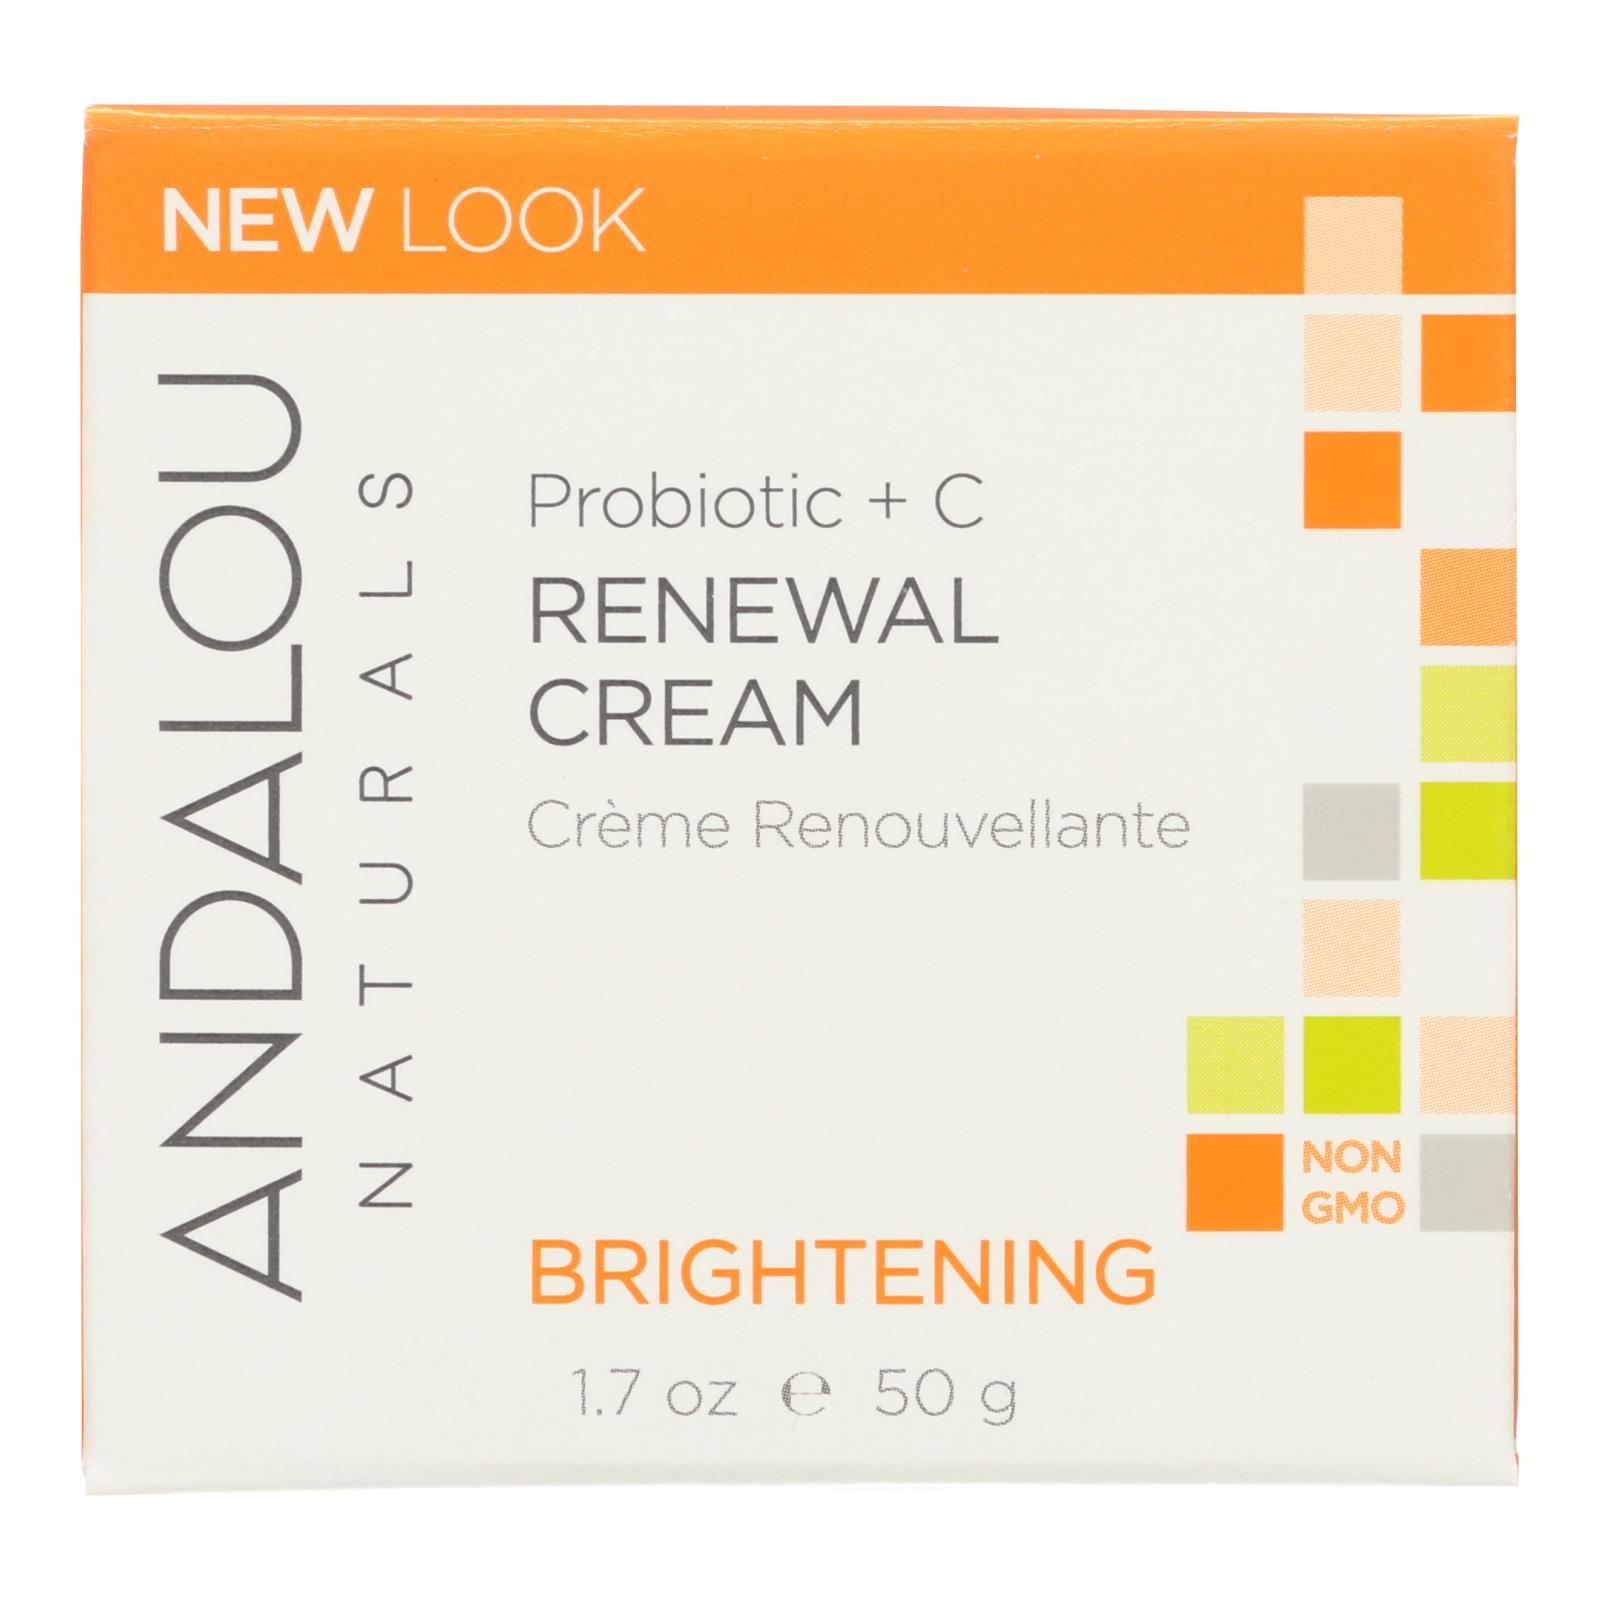 NEW LOOK
ANDALOU
NATURALS
Probiotic + C
RENEWAL
CREAM
Crème Renouvellante
NON
GMO
BRIGHTENING
1.7 oz ℮ 50 g